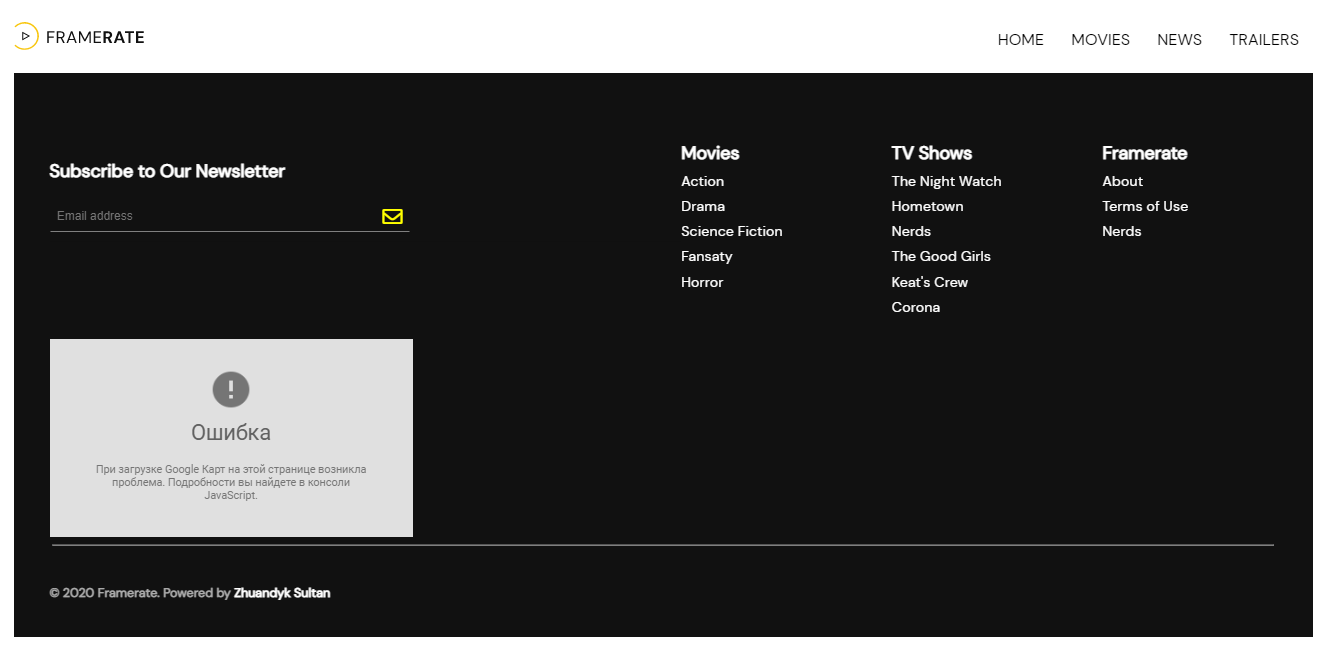 FRAMERATE
HOME MOVIES NEWS TRAILERS
Subscribe to Our Newsletter
Email address
Movies
Action
Drama
Science Fiction
Fansaty
Horror
TV Shows
The Night Watch
Hometown
Nerds
The Good Girls
Keat's Crew
Corona
Framerate
About
Terms of Use
Nerds
Ошибка
При загрузке Google Карт на этой странице возникла
проблема. Подробности вы найдете в консоли
JavaScript.
© 2020 Framerate. Powered by Zhuandyk Sultan